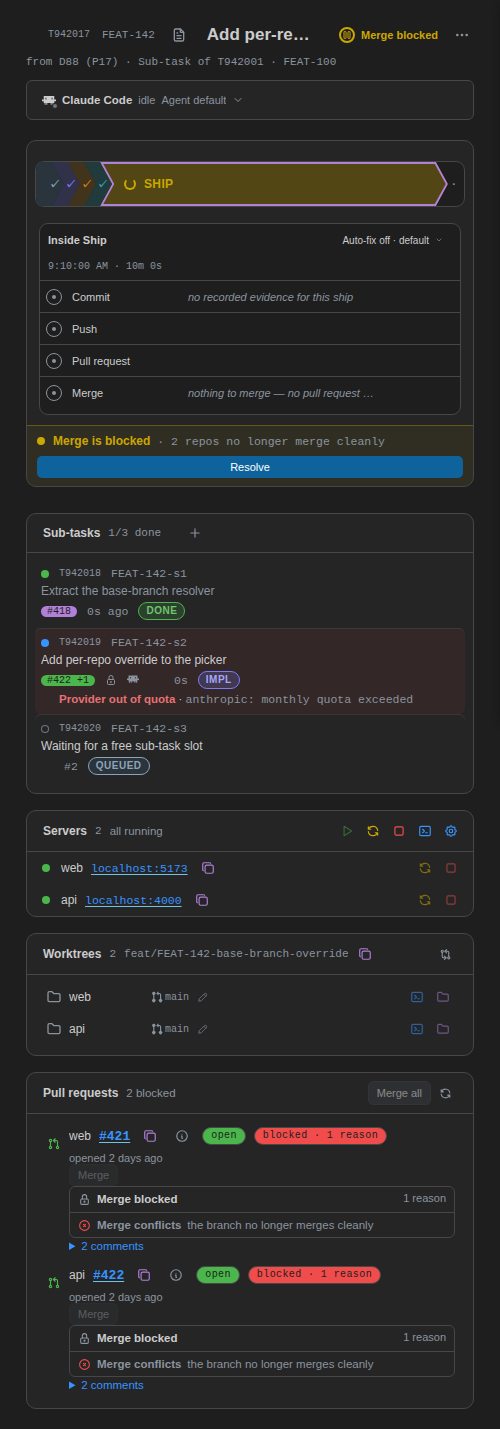 T942017 FEAT-142 Add per-re… Merge blocked
from D88 (P17) · Sub-task of T942001 · FEAT-100
Claude Code idle Agent default
SHIP
Inside Ship Auto-fix off · default
9:10:00 AM · 10m 0s
Commit no recorded evidence for this ship
Push
Pull request
Merge nothing to merge — no pull request …
Merge is blocked · 2 repos no longer merge cleanly
Resolve
Sub-tasks 1/3 done
T942018 FEAT-142-s1
Extract the base-branch resolver
#418 0s ago DONE
T942019 FEAT-142-s2
Add per-repo override to the picker
#422 +1 0s IMPL
Provider out of quota · anthropic: monthly quota exceeded
T942020 FEAT-142-s3
Waiting for a free sub-task slot
#2 QUEUED
Servers 2 all running
web localhost:5173
api localhost:4000
Worktrees 2 feat/FEAT-142-base-branch-override
web main
api main
Pull requests 2 blocked Merge all
web #421 open blocked · 1 reason
opened 2 days ago
Merge
Merge blocked 1 reason
Merge conflicts the branch no longer merges cleanly
2 comments
api #422 open blocked · 1 reason
opened 2 days ago
Merge
Merge blocked 1 reason
Merge conflicts the branch no longer merges cleanly
2 comments